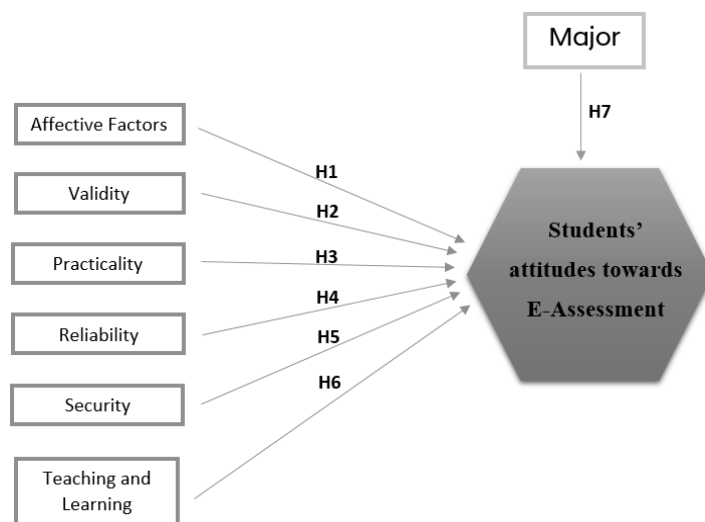 Major
H7
Affective Factors
H1
Validity
H2
Practicality
H3
Reliability
H4
Security
H5
Teaching and
Learning
H6
Students’
attitudes towards
E-Assessment